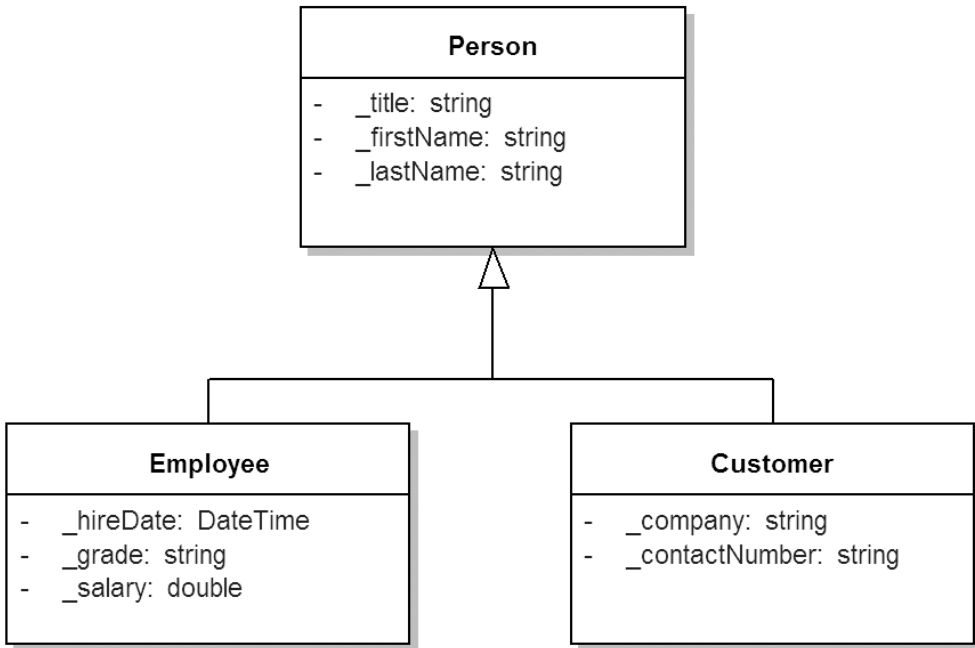 Person
- _title: string
- _firstName: string
- _lastName: string
Employee
- _hireDate: DateTime
- _grade: string
- _salary: double
Customer
- _company: string
- _contactNumber: string